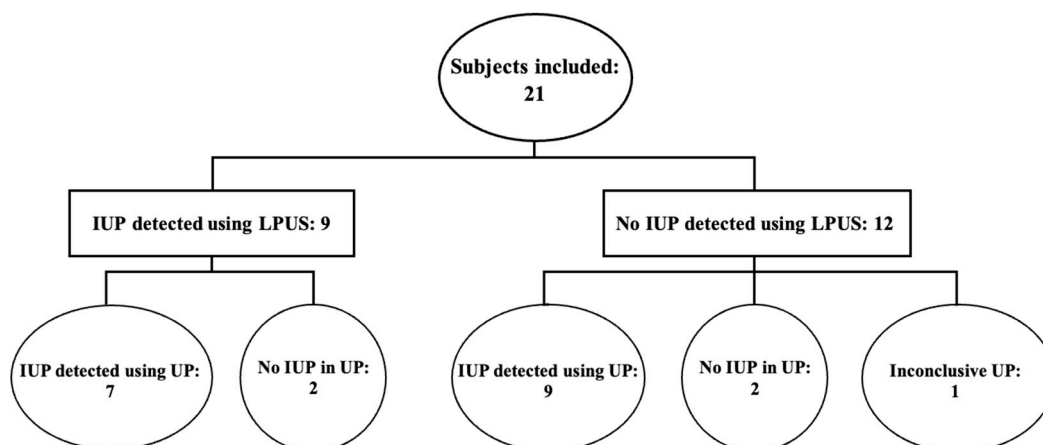 Subjects included:
21
IUP detected using LPUS: 9
No IUP detected using LPUS: 12
IUP detected using UP:
7
No IUP in UP:
2
IUP detected using UP:
9
No IUP in UP:
2
Inconclusive UP:
1